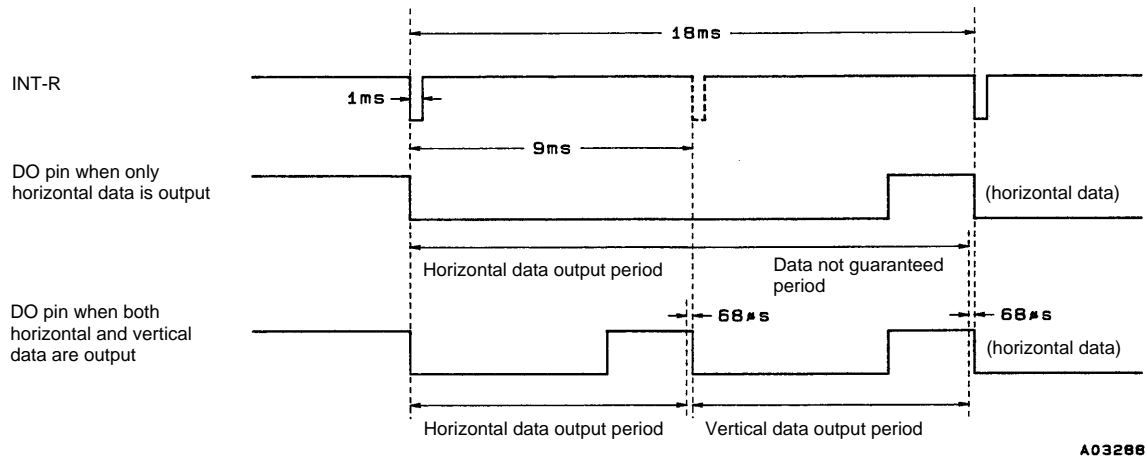 18ms
INT-R
1ms
9ms
DO pin when only
horizontal data is output
(horizontal data)
Horizontal data output period
Data not guaranteed
period
DO pin when both
horizontal and vertical
data are output
68µs
68µs
(horizontal data)
Horizontal data output period
Vertical data output period
A03288